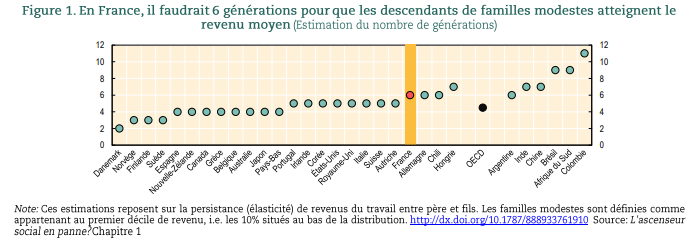 Figure 1. En France, il faudrait 6 générations pour que les descendants de familles modestes atteignent le
revenu moyen (Estimation du nombre de générations)
12 12
10 10
8 8
6 6
4 4
2 2
0 0
Danemark Norvège Finlande Suède Espagne Nouvelle-Zélande Canada Grèce Belgique Australie Japon Pays-Bas Portugal Irlande Corée États-Unis Royaume-Uni Italie Suisse Autriche France Allemagne Chili Hongrie OECD Argentine Inde Chine Brésil Afrique du Sud Colombie
Note: Ces estimations reposent sur la persistance (élasticité) de revenus du travail entre père et fils. Les familles modestes sont définies comme
appartenant au premier décile de revenu, i.e. les 10% situés au bas de la distribution. http://dx.doi.org/10.1787/888933761910 Source: L'ascenseur
social en panne? Chapitre 1